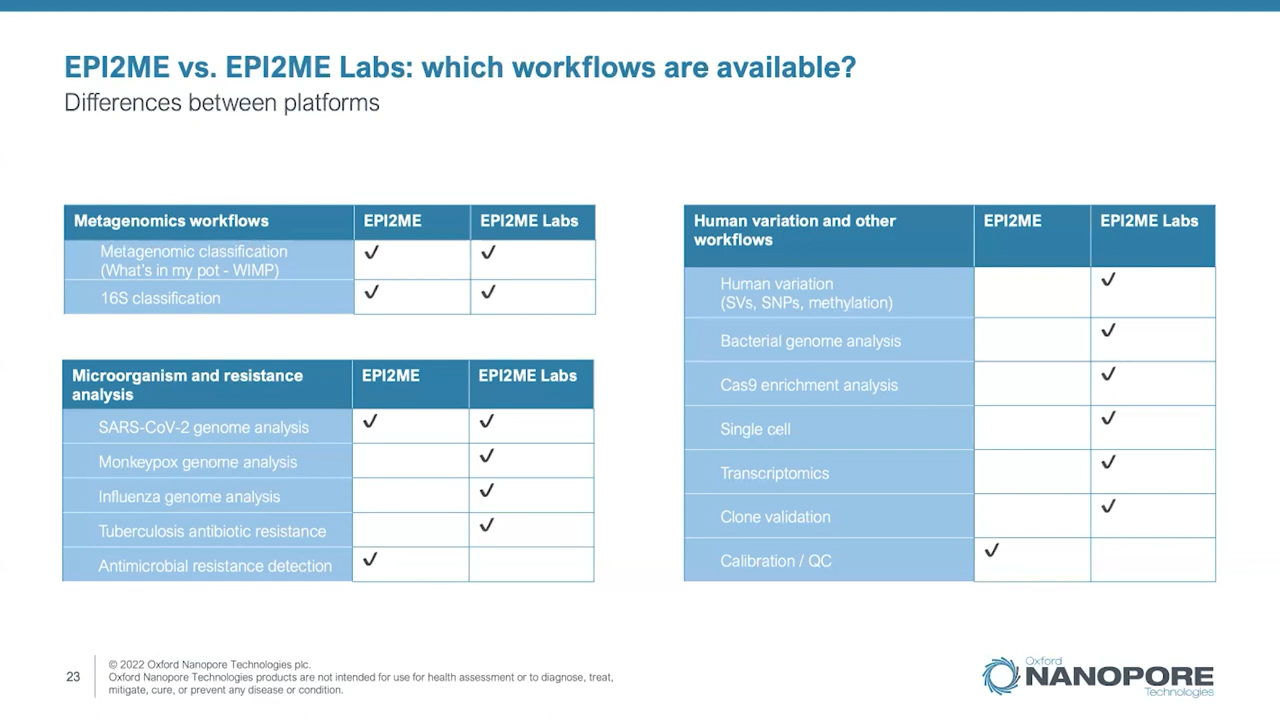 EPI2ME vs. EPI2ME Labs: which workflows are available?
Differences between platforms
Metagenomics workflows EPI2ME EPI2ME Labs
Metagenomic classification
(What's in my pot - WIMP) ✓ ✓
16S classification ✓ ✓
Microorganism and resistance
analysis EPI2ME EPI2ME Labs
SARS-CoV-2 genome analysis ✓ ✓
Monkeypox genome analysis ✓
Influenza genome analysis ✓
Tuberculosis antibiotic resistance ✓
Antimicrobial resistance detection ✓
Human variation and other
workflows EPI2ME EPI2ME Labs
Human variation
(SVs, SNPs, methylation) ✓
Bacterial genome analysis ✓
Cas9 enrichment analysis ✓
Single cell ✓
Transcriptomics ✓
Clone validation ✓
Calibration / QC ✓
23
© 2022 Oxford Nanopore Technologies plc.
Oxford Nanopore Technologies products are not intended for use for health assessment or to diagnose, treat,
mitigate, cure, or prevent any disease or condition.
Oxford
NANOPORE
Technologies